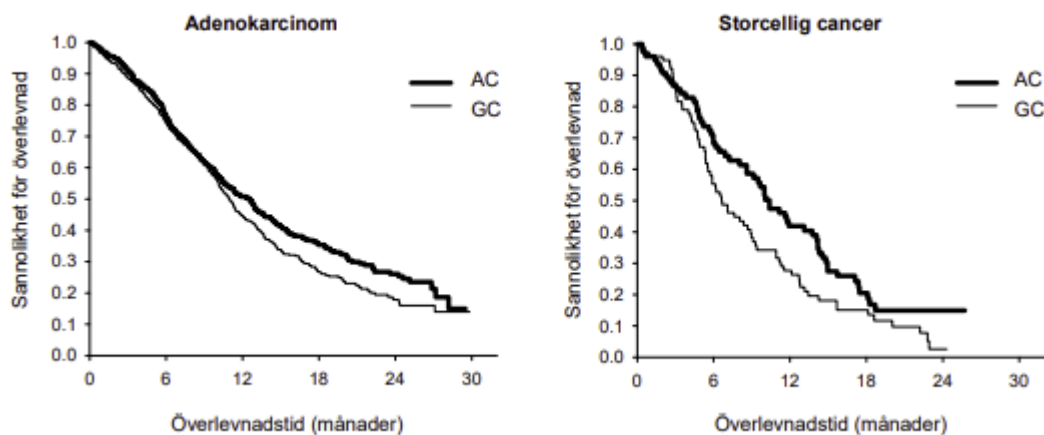 Adenokarcinom
1.0
0.9
0.8
0.7
0.6
0.5
0.4
0.3
0.2
0.1
0.0
Sannolikhet för överlevnad
AC
GC
0 6 12 18 24 30
Överlevnadstid (månader)
Storcellig cancer
1.0
0.9
0.8
0.7
0.6
0.5
0.4
0.3
0.2
0.1
0.0
Sannolikhet för överlevnad
AC
GC
0 6 12 18 24 30
Överlevnadstid (månader)